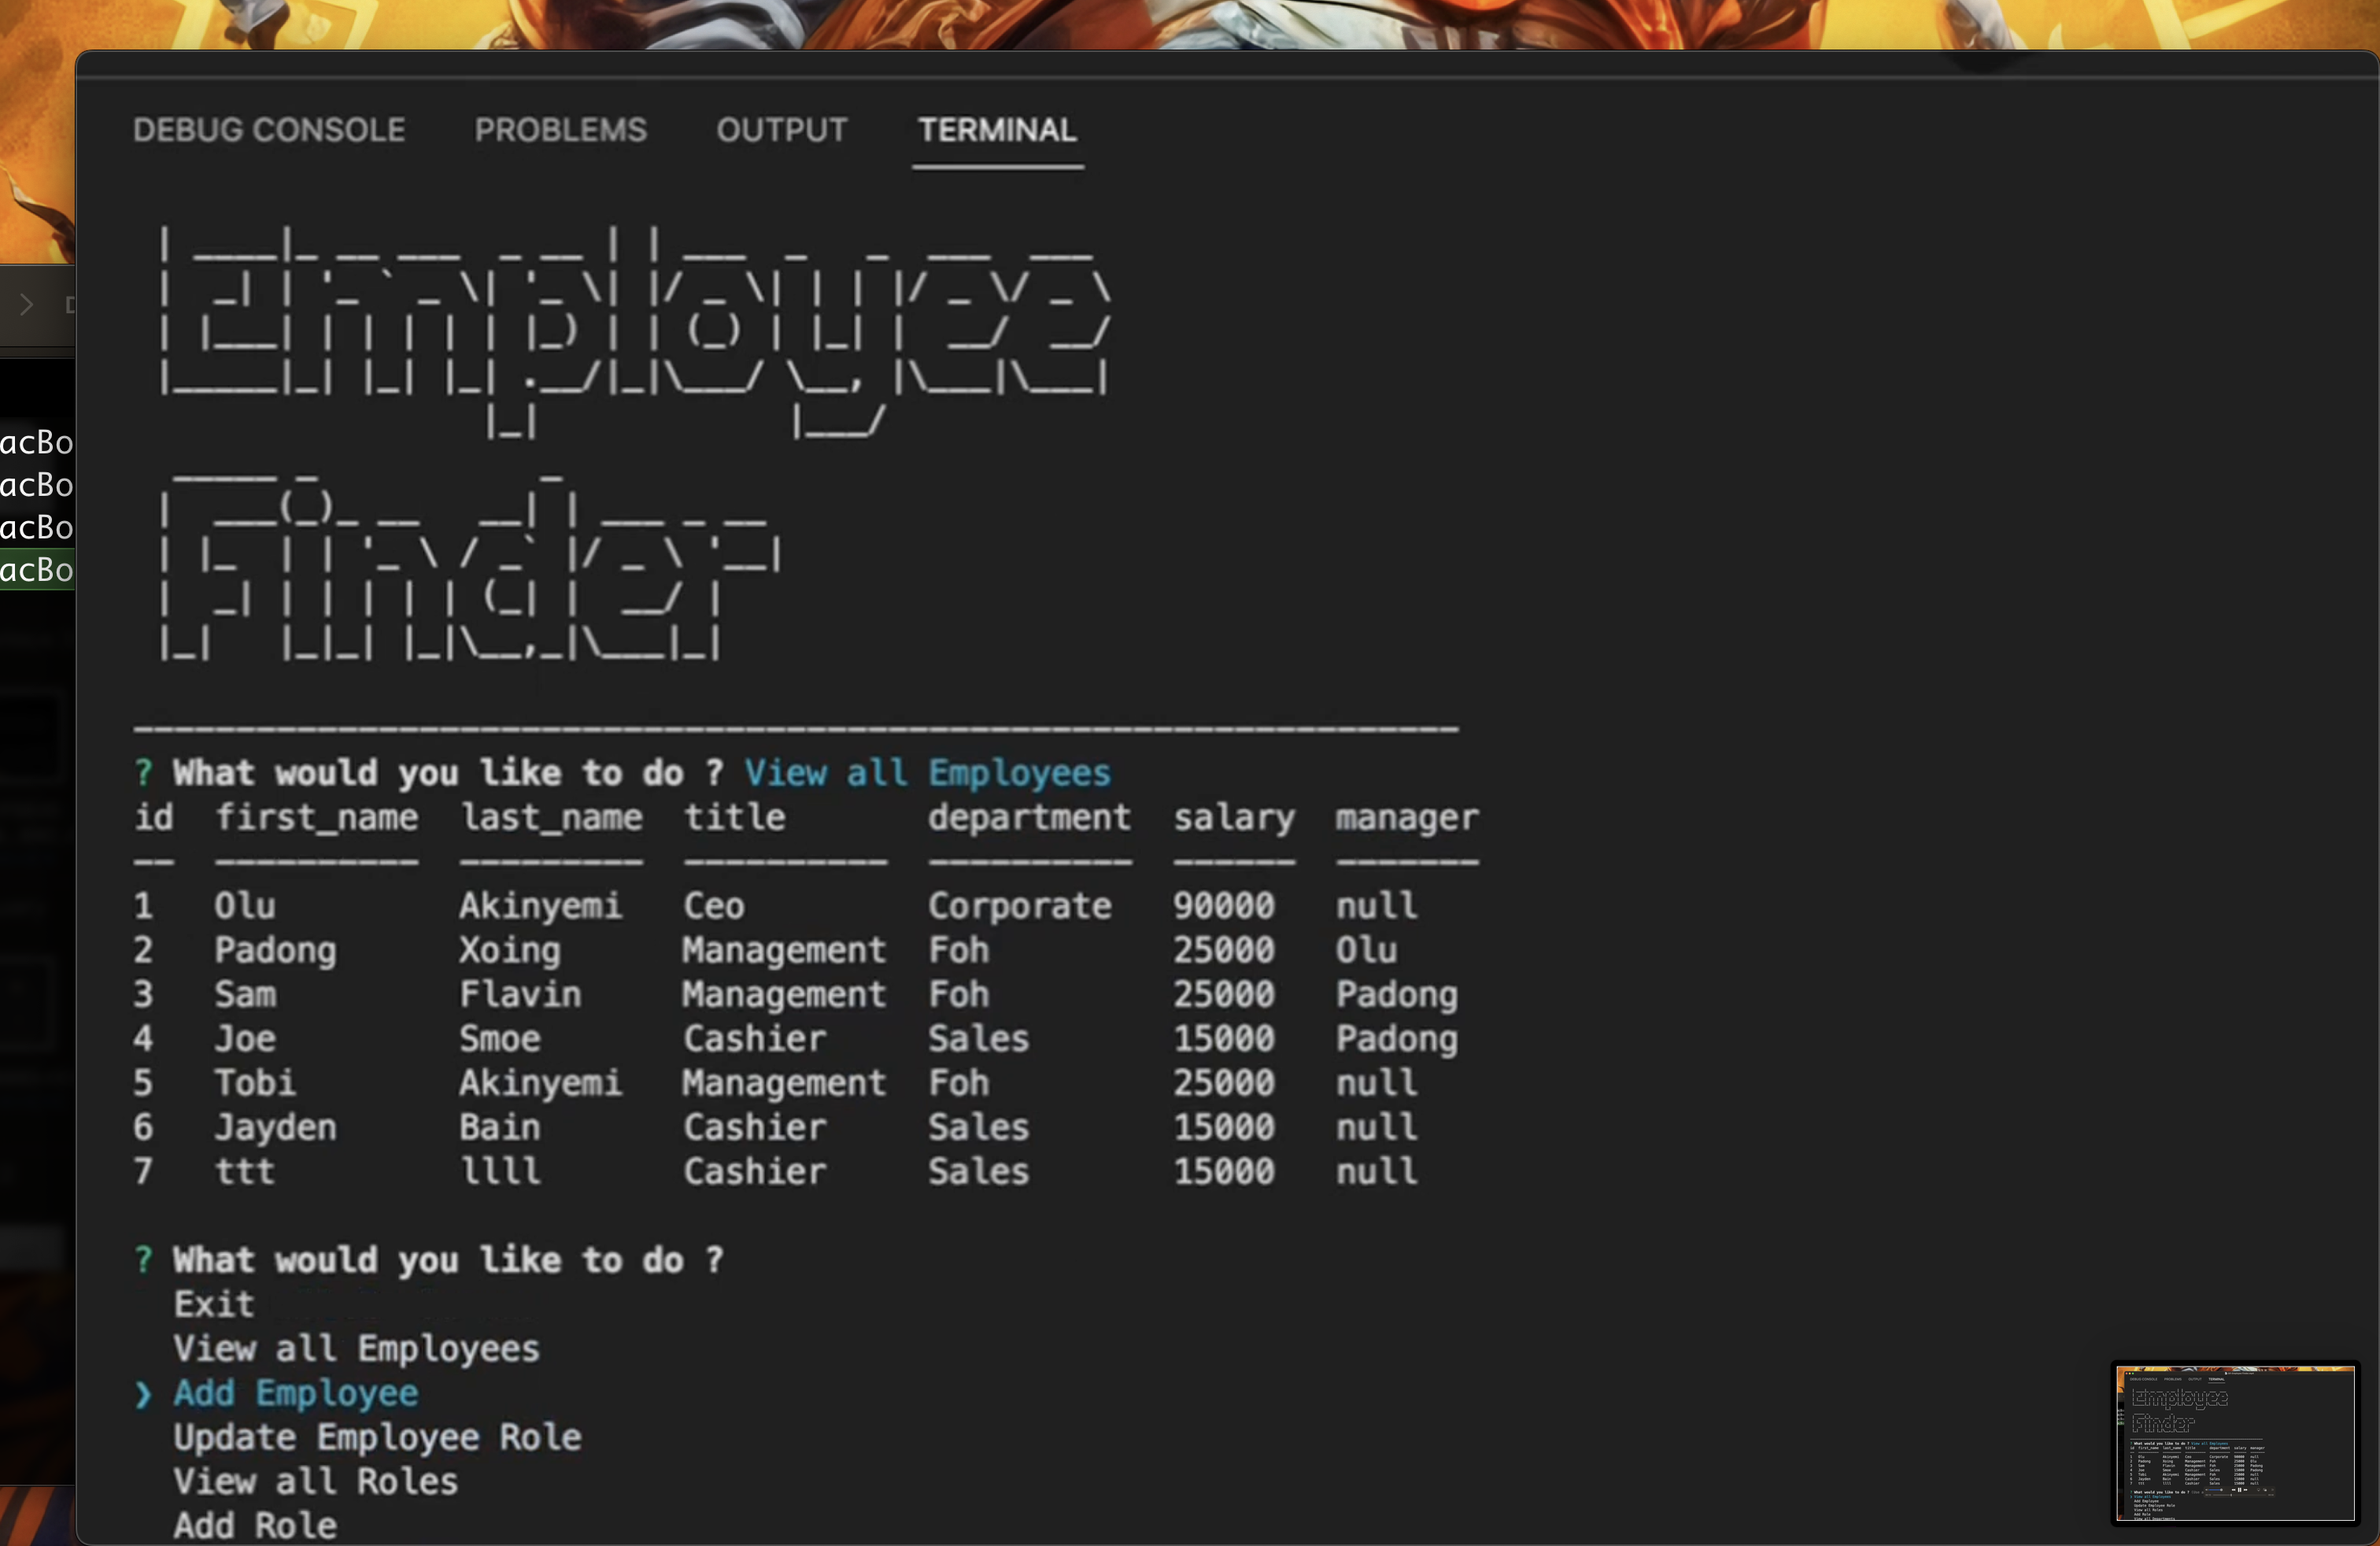 DEBUG CONSOLE PROBLEMS OUTPUT TERMINAL
Employee
Finder
acBo
acBo
acBo
acBo
? What would you like to do ? View all Employees
id first_name last_name title department salary manager
-- ---------- --------- ---------- ---------- ------ -------
1 Olu Akinyemi Ceo Corporate 90000 null
2 Padong Xoing Management Foh 25000 Olu
3 Sam Flavin Management Foh 25000 Padong
4 Joe Smoe Cashier Sales 15000 Padong
5 Tobi Akinyemi Management Foh 25000 null
6 Jayden Bain Cashier Sales 15000 null
7 ttt llll Cashier Sales 15000 null
? What would you like to do ?
Exit
View all Employees
❯ Add Employee
Update Employee Role
View all Roles
Add Role